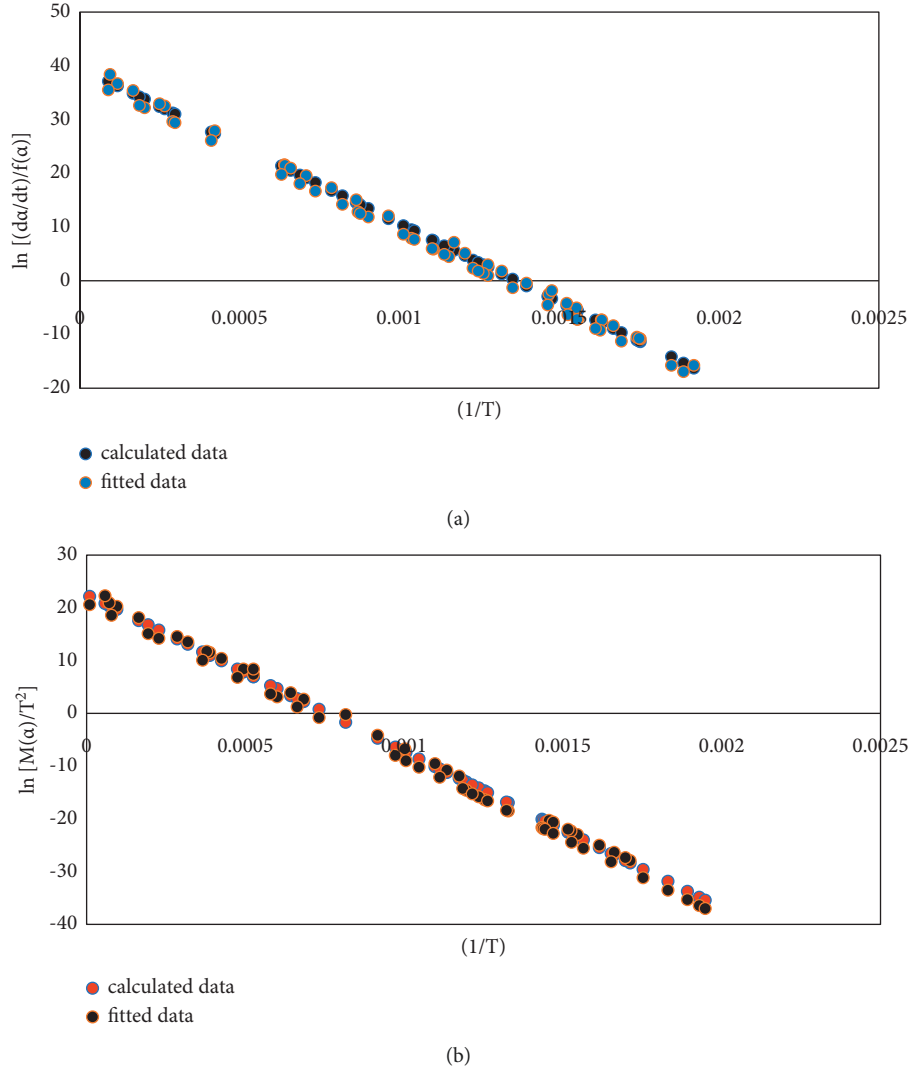 50
40
30
20
10
0
-10
-20
ln [(dα/dt)/f(α)]
0 0.0005 0.001 0.0015 0.002 0.0025
(1/T)
calculated data
fitted data
(a)
30
20
10
0
-10
-20
-30
-40
ln [M(α)/T²]
0 0.0005 0.001 0.0015 0.002 0.0025
(1/T)
calculated data
fitted data
(b)